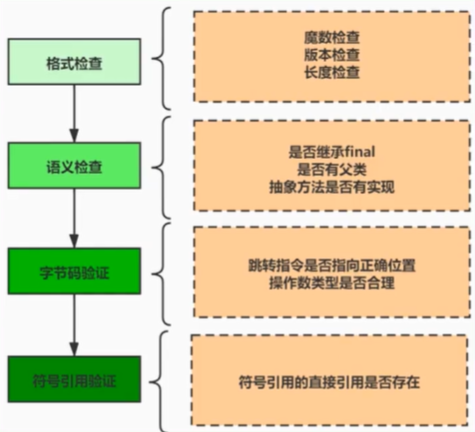 格式检查
魔数检查
版本检查
长度检查
语义检查
是否继承final
是否有父类
抽象方法是否有实现
字节码验证
跳转指令是否指向正确位置
操作数类型是否合理
符号引用验证
符号引用的直接引用是否存在